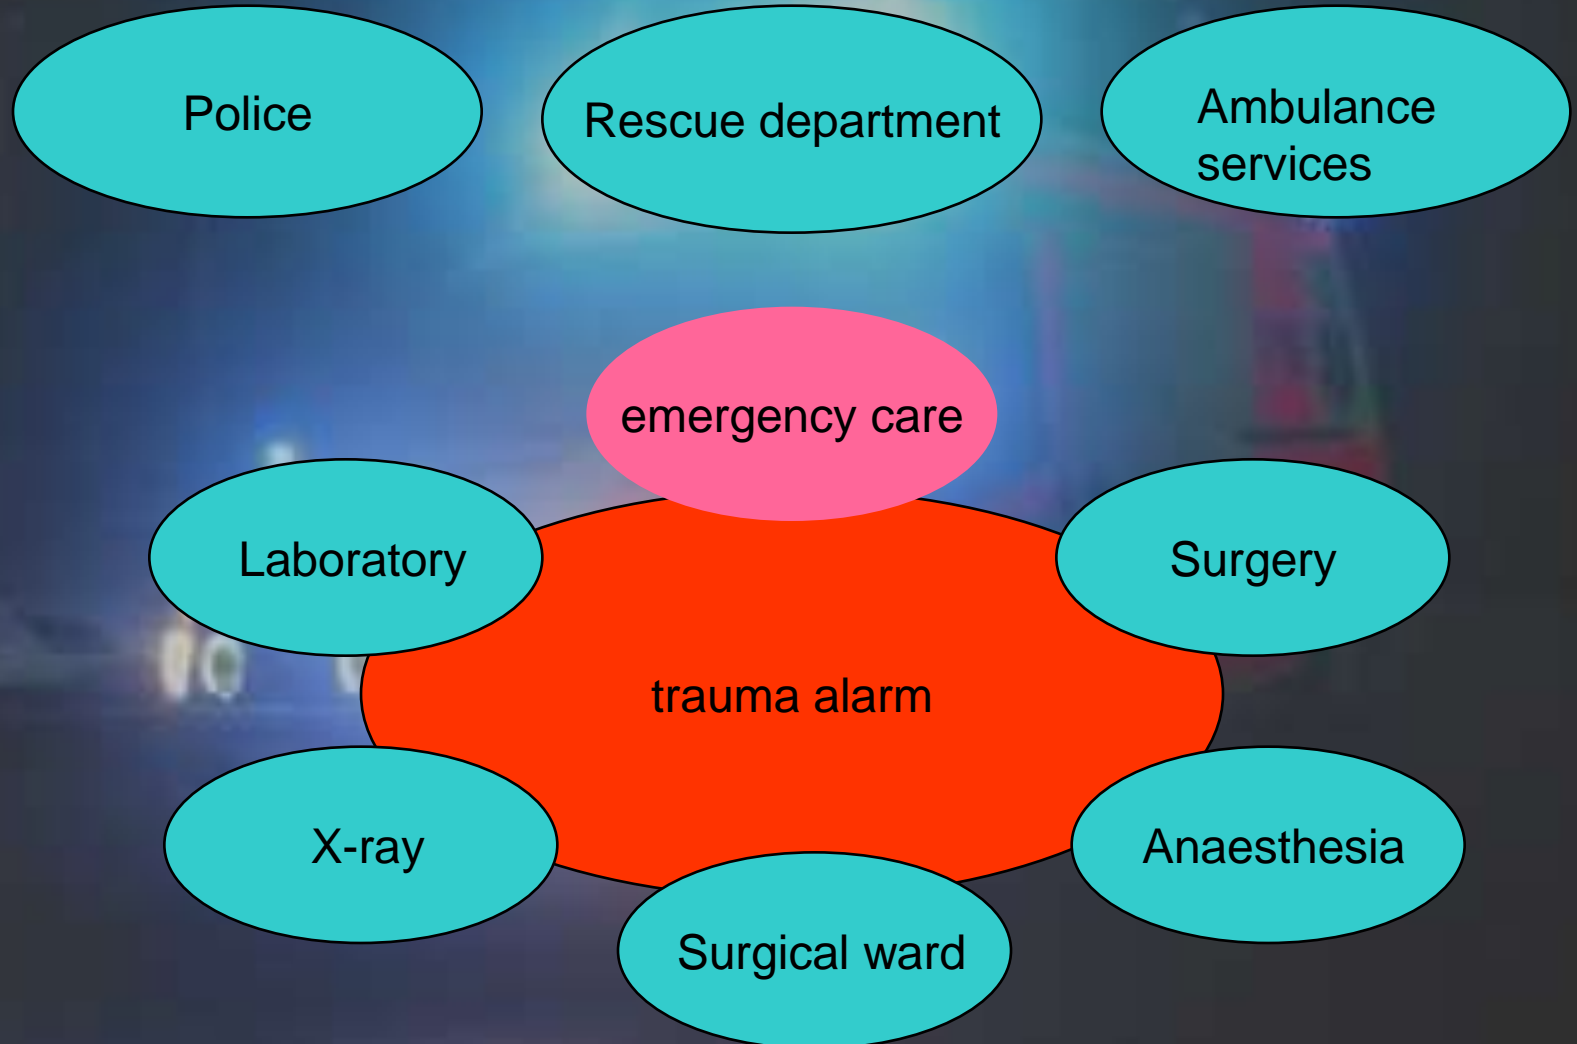 Police
Rescue department
Ambulance
services
emergency care
Laboratory
Surgery
trauma alarm
X-ray
Anaesthesia
Surgical ward